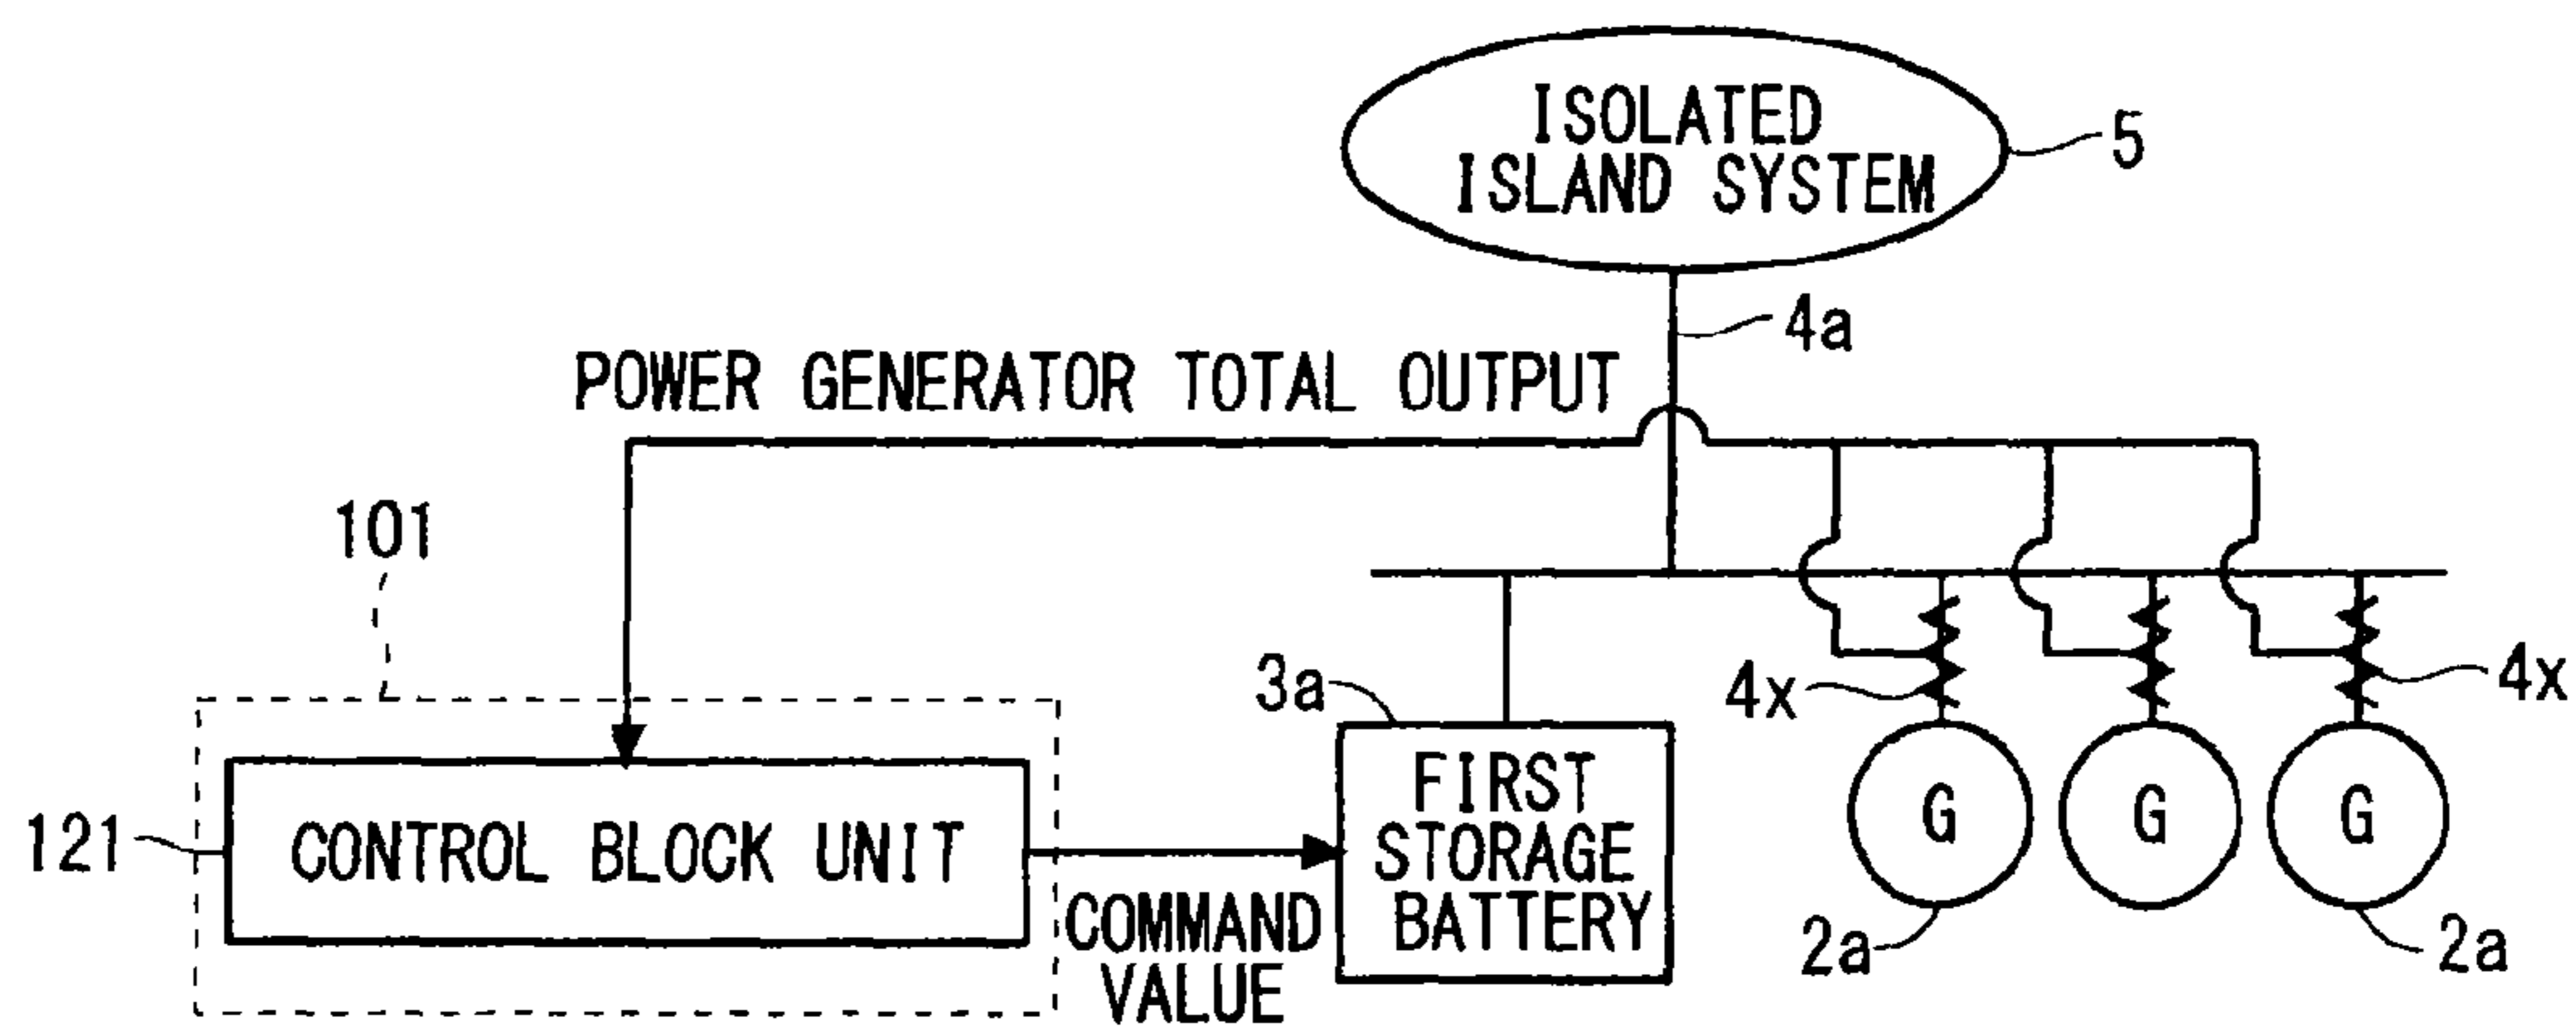 ISOLATED
ISLAND SYSTEM
5
4a
POWER GENERATOR TOTAL OUTPUT
101
3a
4x
4x
121
CONTROL BLOCK UNIT
COMMAND
VALUE
FIRST
STORAGE
BATTERY
G
G
G
2a
2a